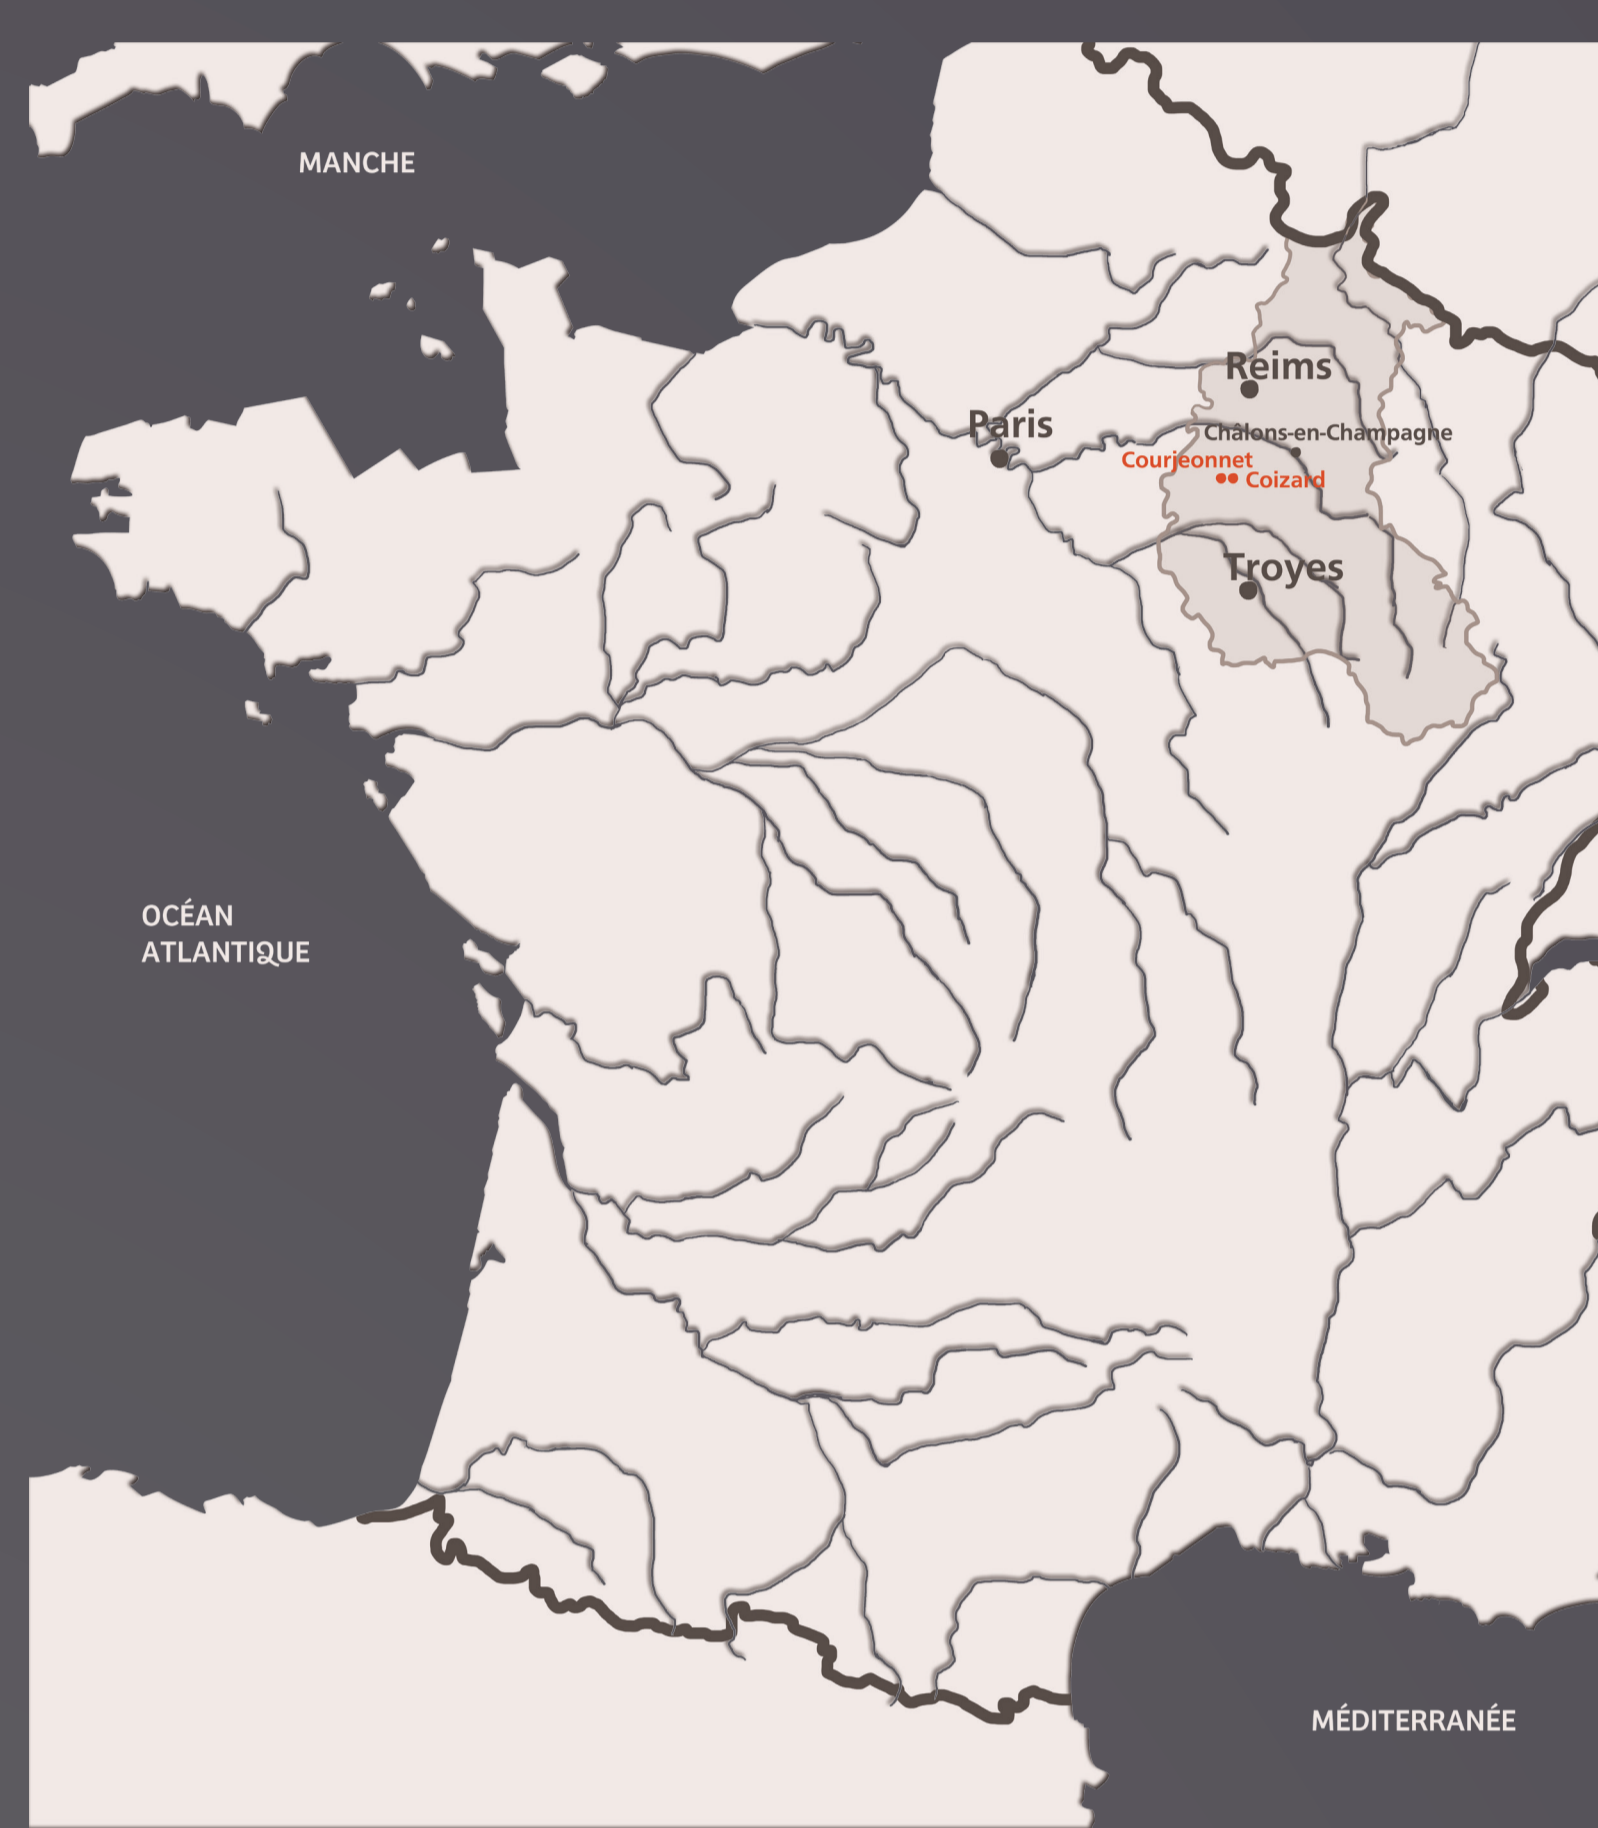 MANCHE
Reims
Paris
Châlons-en-Champagne
Courjeonnet
Coizard
Troyes
OCÉAN
ATLANTIQUE
MÉDITERRANÉE